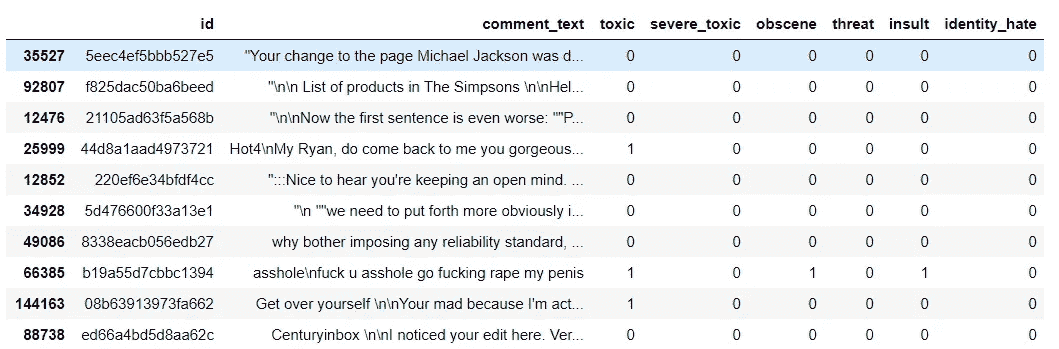 id comment_text toxic severe_toxic obscene threat insult identity_hate
35527 5eec4ef5bbb527e5 "Your change to the page Michael Jackson was d... 0 0 0 0 0 0
92807 f825dac50ba6beed "\n\n List of products in The Simpsons \n\nHel... 0 0 0 0 0 0
12476 21105ad63f5a568b "\n\nNow the first sentence is even worse: ""P... 0 0 0 0 0 0
25999 44d8a1aad4973721 Hot4\nMy Ryan, do come back to me you gorgeous... 1 0 0 0 0 0
12852 220ef6e34bfdf4cc ":::Nice to hear you're keeping an open mind. ... 0 0 0 0 0 0
34928 5d476600f33a13e1 "\n ""we need to put forth more obviously i... 0 0 0 0 0 0
49086 8338eacb056edb27 why bother imposing any reliability standard, ... 0 0 0 0 0 0
66385 b19a55d7cbbc1394 asshole\nfuck u asshole go fucking rape my penis 1 0 1 0 1 0
144163 08b63913973fa662 Get over yourself \n\nYour mad because I'm act... 1 0 0 0 0 0
88738 ed66a4bd5d8aa62c Centuryinbox \n\nI noticed your edit here. Ver... 0 0 0 0 0 0